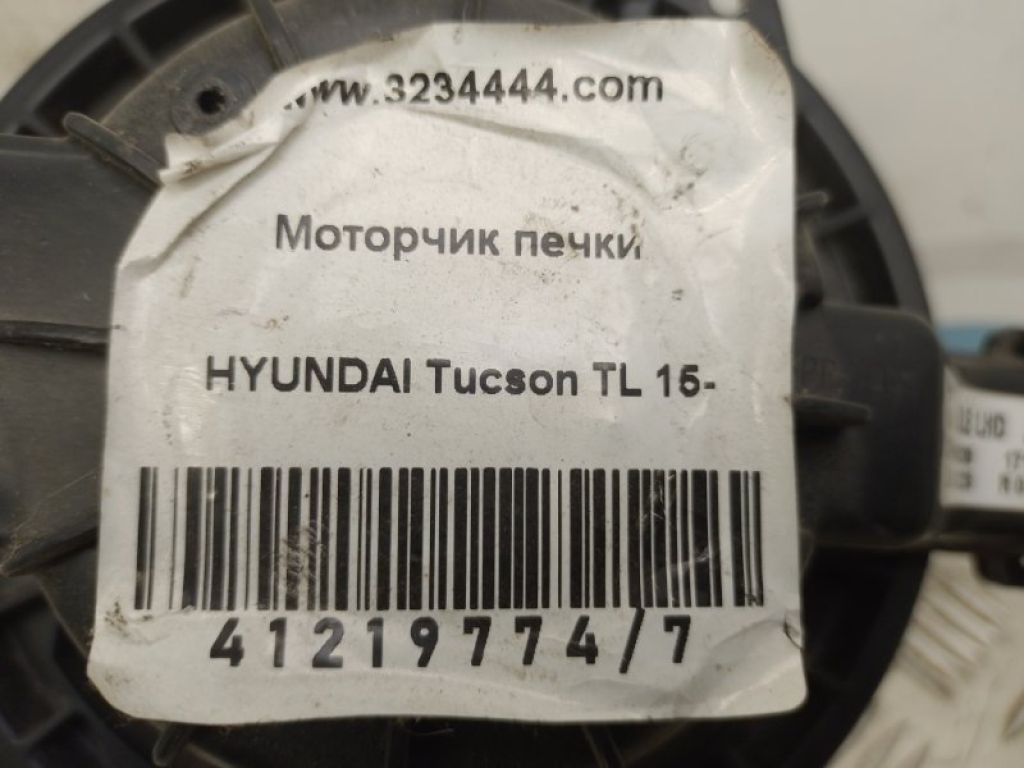 www.3234444.com
Моторчик печки
HYUNDAI Tucson TL 15-
41219774/7